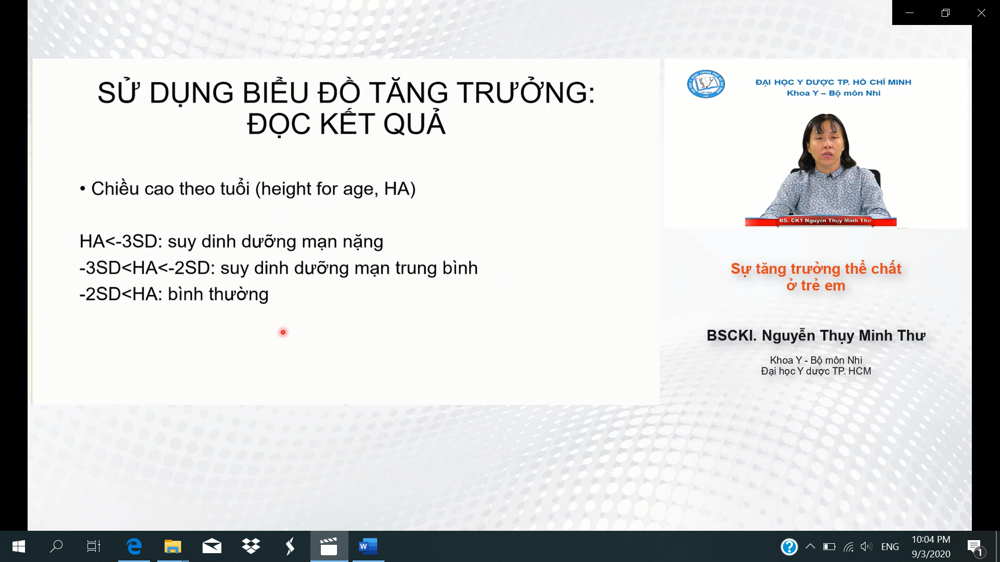 SỬ DỤNG BIỂU ĐỒ TĂNG TRƯỞNG:
ĐỌC KẾT QUẢ
• Chiều cao theo tuổi (height for age, HA)
HA<-3SD: suy dinh dưỡng mạn nặng
-3SD<HA<-2SD: suy dinh dưỡng mạn trung bình
-2SD<HA: bình thường
ĐẠI HỌC Y DƯỢC TP. HỒ CHÍ MINH
Khoa Y – Bộ môn Nhi
BS. CK1 Nguyễn Thụy Minh Thư
Sự tăng trưởng thể chất
ở trẻ em
BSCKI. Nguyễn Thụy Minh Thư
Khoa Y - Bộ môn Nhi
Đại học Y dược TP. HCM
ENG
10:04 PM
9/3/2020
1